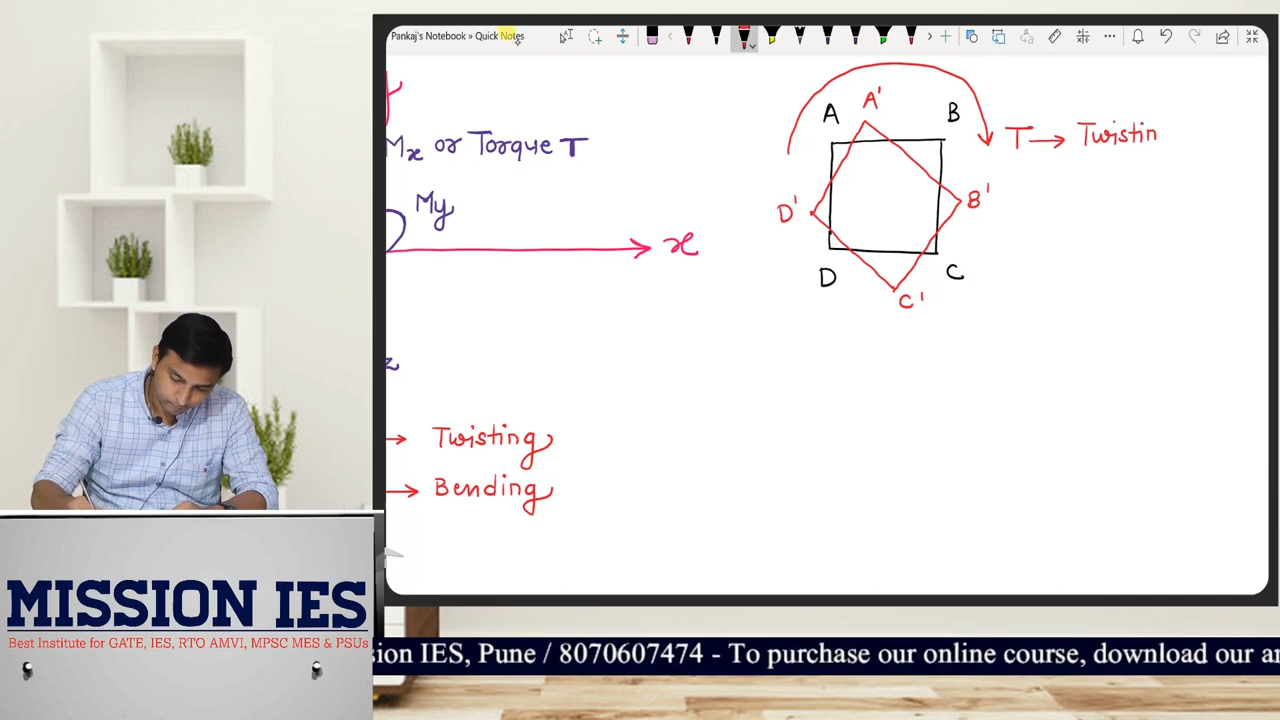 Pankaj's Notebook » Quick Notes
A A' B
T → Twistin
Mx or Torque T
My
D' B'
x
D C
C'
z
→ Twisting
→ Bending
MISSION IES
Best Institute for GATE, IES, RTO AMVI, MPSC MES & PSUs
sion IES, Pune / 8070607474 - To purchase our online course, download our an